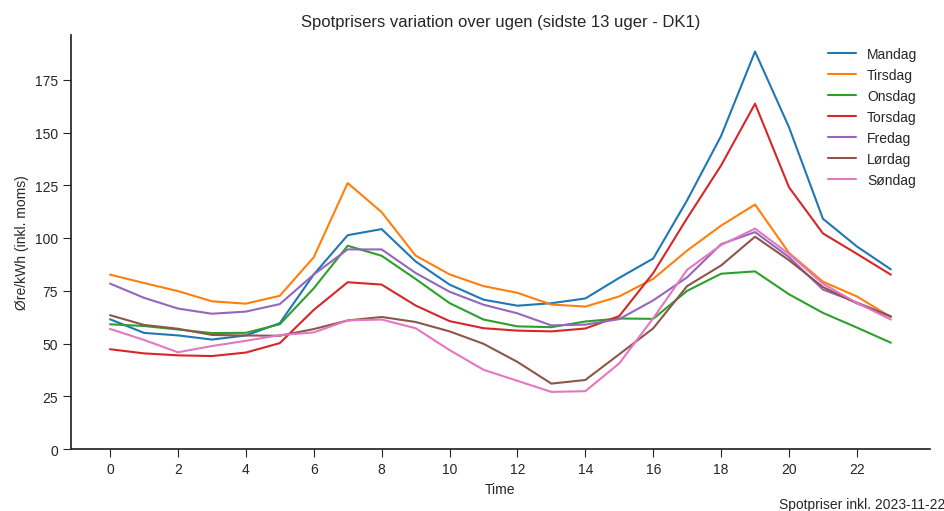 Spotprisers variation over ugen (sidste 13 uger - DK1)
Mandag
Tirsdag
Onsdag
Torsdag
Fredag
Lørdag
Søndag
Øre/kWh (inkl. moms)
175
150
125
100
75
50
25
0
0 2 4 6 8 10 12 14 16 18 20 22
Time
Spotpriser inkl. 2023-11-22